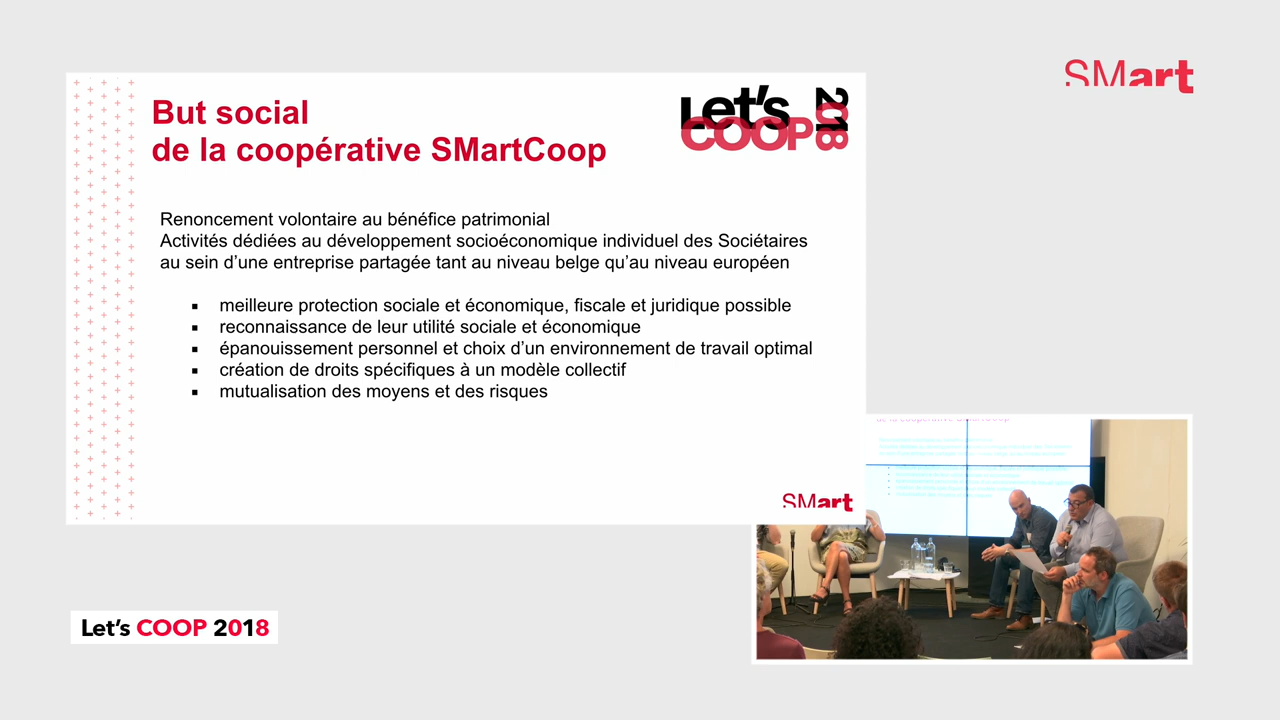 SMart
But social
de la coopérative SMartCoop
Let's
COOP
2018
Renoncement volontaire au bénéfice patrimonial
Activités dédiées au développement socioéconomique individuel des Sociétaires
au sein d'une entreprise partagée tant au niveau belge qu'au niveau européen
▪ meilleure protection sociale et économique, fiscale et juridique possible
▪ reconnaissance de leur utilité sociale et économique
▪ épanouissement personnel et choix d'un environnement de travail optimal
▪ création de droits spécifiques à un modèle collectif
▪ mutualisation des moyens et des risques
SMart
de la coopérative SMartCoop
Let's COOP 2018